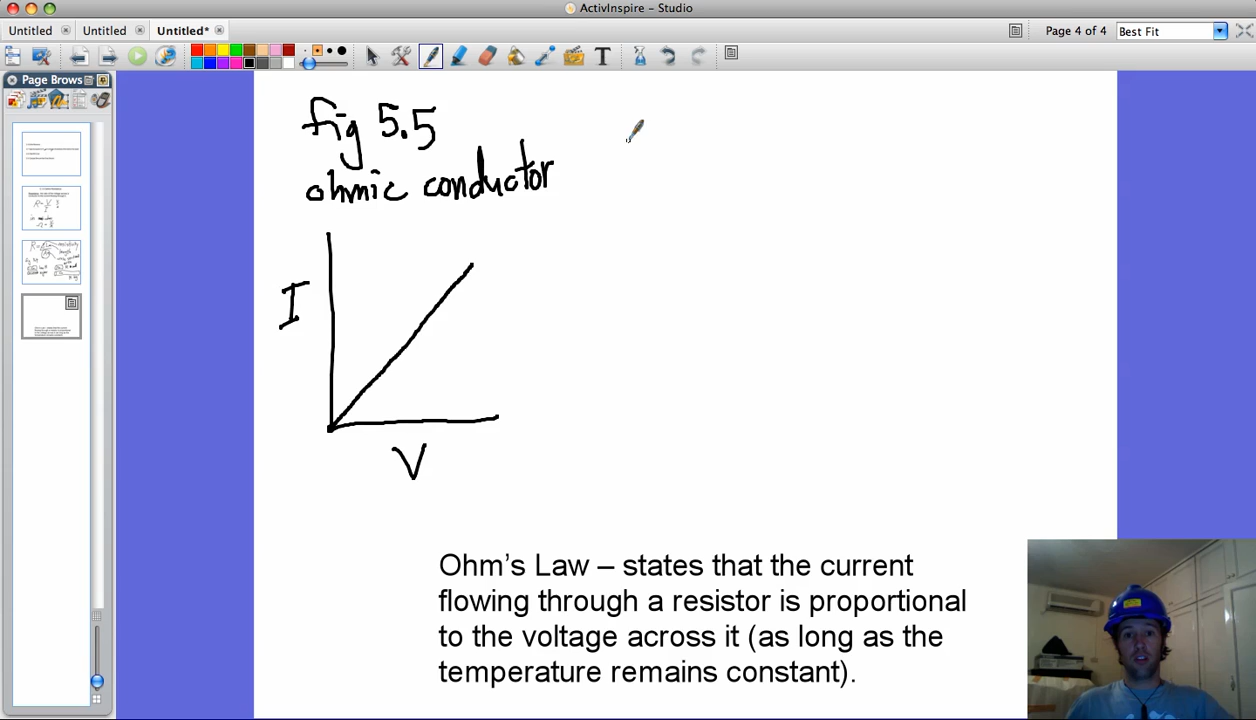 ActivInspire – Studio
Untitled
Untitled
Untitled*
Page 4 of 4
Best Fit
Page Brows
fig 5.5
ohmic conductor
I
V
Ohm's Law – states that the current
flowing through a resistor is proportional
to the voltage across it (as long as the
temperature remains constant).